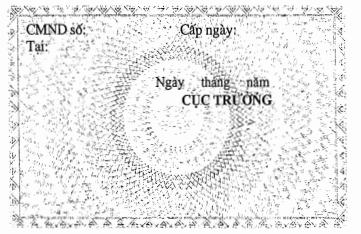 CMND số: Cấp ngày:
Tại:
Ngày tháng năm
CỤC TRƯỞNG